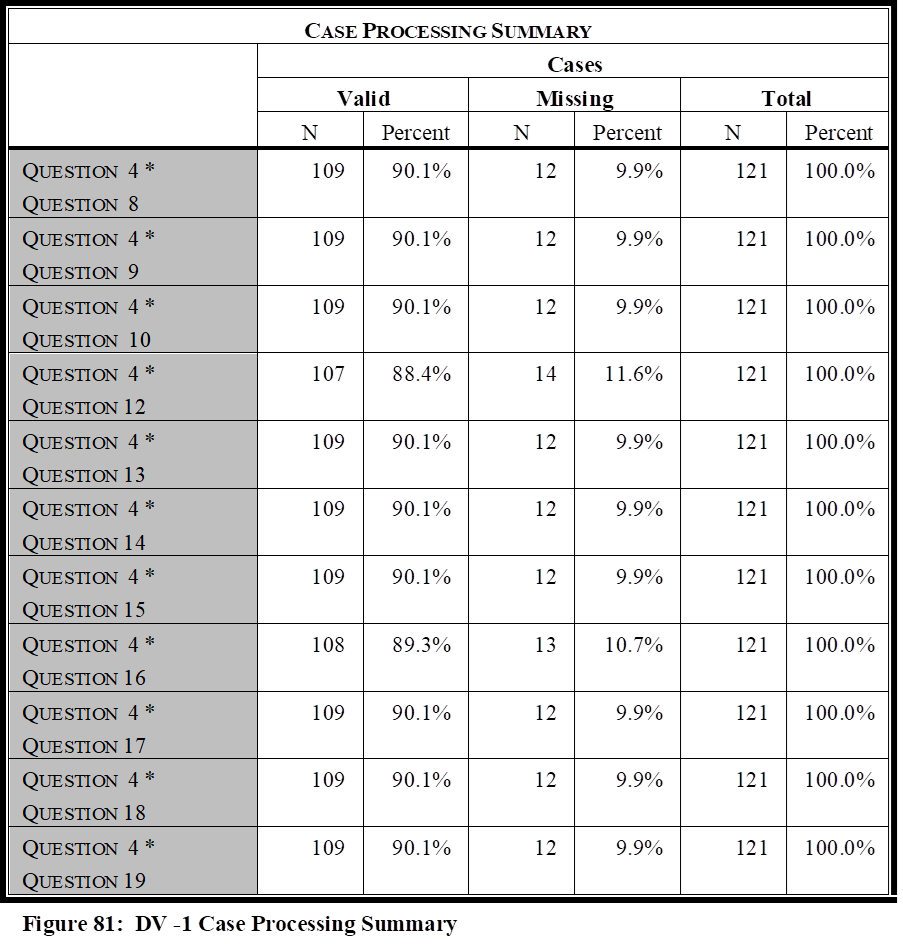 CASE PROCESSING SUMMARY
Cases
Valid Missing Total
N Percent N Percent N Percent
QUESTION 4 * 109 90.1% 12 9.9% 121 100.0%
QUESTION 8
QUESTION 4 * 109 90.1% 12 9.9% 121 100.0%
QUESTION 9
QUESTION 4 * 109 90.1% 12 9.9% 121 100.0%
QUESTION 10
QUESTION 4 * 107 88.4% 14 11.6% 121 100.0%
QUESTION 12
QUESTION 4 * 109 90.1% 12 9.9% 121 100.0%
QUESTION 13
QUESTION 4 * 109 90.1% 12 9.9% 121 100.0%
QUESTION 14
QUESTION 4 * 109 90.1% 12 9.9% 121 100.0%
QUESTION 15
QUESTION 4 * 108 89.3% 13 10.7% 121 100.0%
QUESTION 16
QUESTION 4 * 109 90.1% 12 9.9% 121 100.0%
QUESTION 17
QUESTION 4 * 109 90.1% 12 9.9% 121 100.0%
QUESTION 18
QUESTION 4 * 109 90.1% 12 9.9% 121 100.0%
QUESTION 19
Figure 81: DV -1 Case Processing Summary